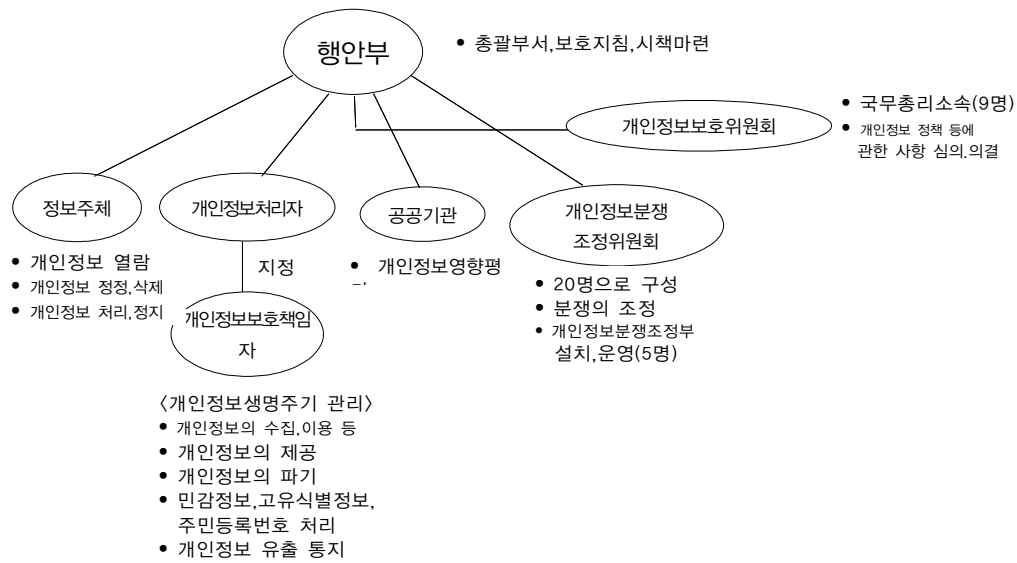 행안부
• 총괄부서,보호지침,시책마련
개인정보보호위원회
• 국무총리소속(9명)
• 개인정보 정책 등에
관한 사항 심의.의결
정보주체
• 개인정보 열람
• 개인정보 정정,삭제
• 개인정보 처리,정지
개인정보처리자
지정
개인정보보호책임
자
공공기관
• 개인정보영향평
개인정보분쟁
조정위원회
• 20명으로 구성
• 분쟁의 조정
• 개인정보분쟁조정부
설치,운영(5명)
〈개인정보생명주기 관리〉
• 개인정보의 수집,이용 등
• 개인정보의 제공
• 개인정보의 파기
• 민감정보,고유식별정보,
주민등록번호 처리
• 개인정보 유출 통지